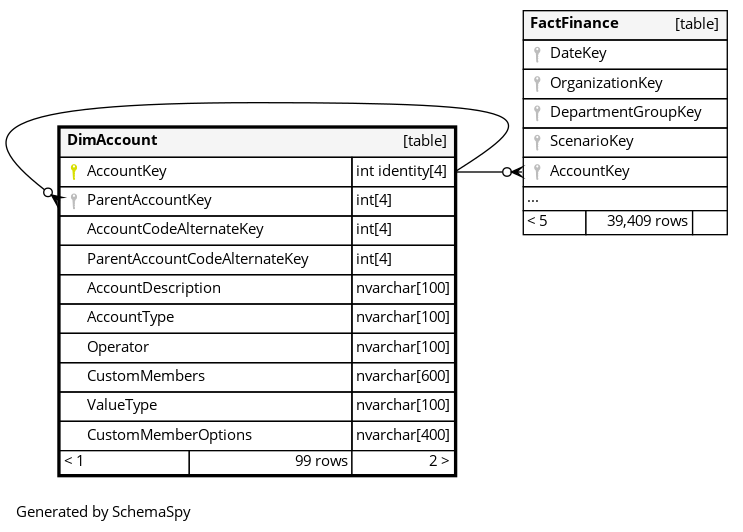 FactFinance [table]
DateKey
OrganizationKey
DepartmentGroupKey
ScenarioKey
AccountKey
...
< 5 39,409 rows
DimAccount [table]
AccountKey int identity[4]
ParentAccountKey int[4]
AccountCodeAlternateKey int[4]
ParentAccountCodeAlternateKey int[4]
AccountDescription nvarchar[100]
AccountType nvarchar[100]
Operator nvarchar[100]
CustomMembers nvarchar[600]
ValueType nvarchar[100]
CustomMemberOptions nvarchar[400]
< 1 99 rows 2 >
Generated by SchemaSpy